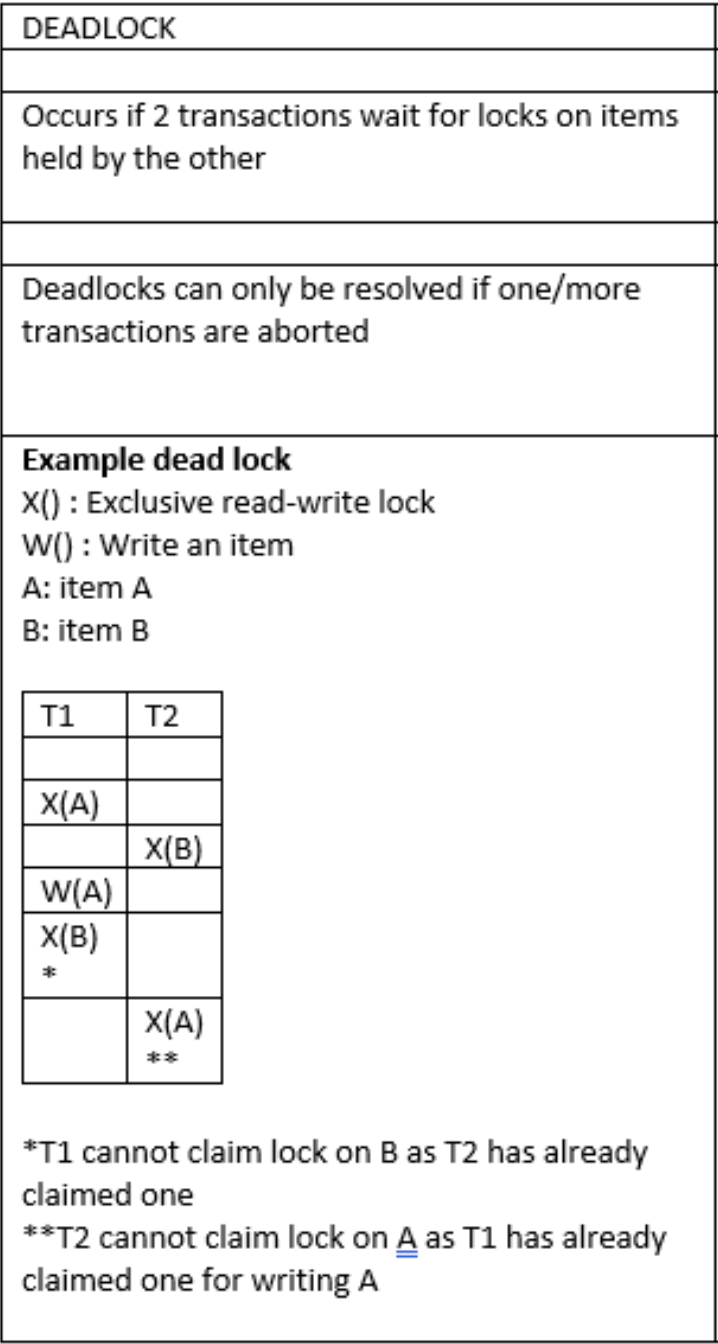 DEADLOCK
Occurs if 2 transactions wait for locks on items
held by the other
Deadlocks can only be resolved if one/more
transactions are aborted
Example dead lock
X() : Exclusive read-write lock
W() : Write an item
A: item A
B: item B
T1 T2
X(A)
X(B)
W(A)
X(B)
*
X(A)
**
*T1 cannot claim lock on B as T2 has already
claimed one
**T2 cannot claim lock on A as T1 has already
claimed one for writing A